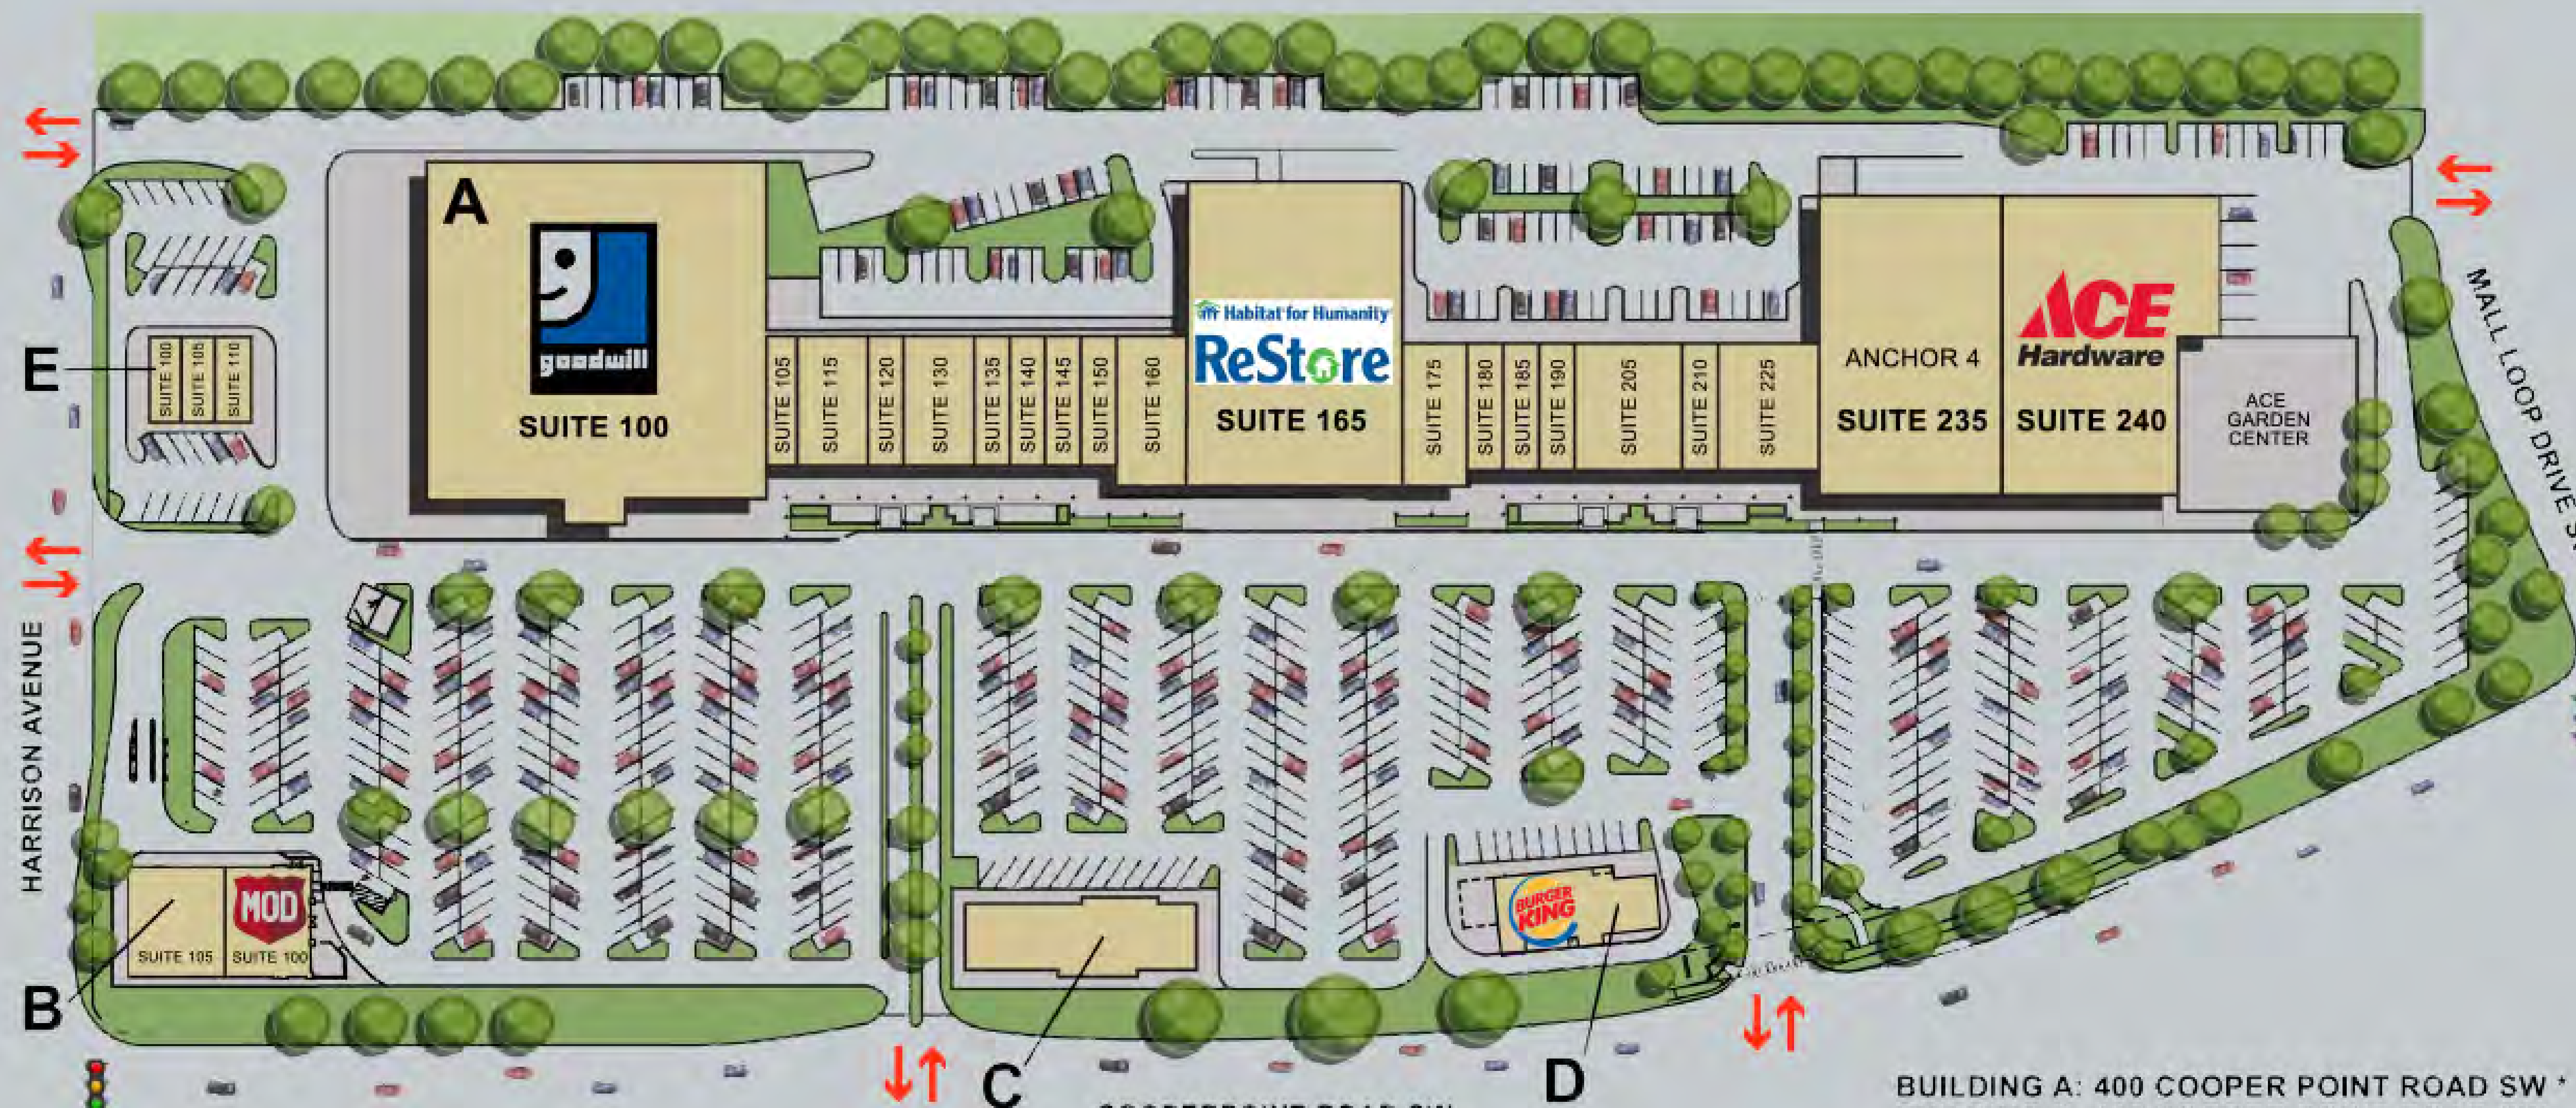 A
goodwill
SUITE 100
SUITE 105
SUITE 115
SUITE 120
SUITE 130
SUITE 135
SUITE 140
SUITE 145
SUITE 150
SUITE 160
Habitat for Humanity
ReStore
SUITE 165
SUITE 175
SUITE 180
SUITE 185
SUITE 190
SUITE 205
SUITE 210
SUITE 225
ANCHOR 4
SUITE 235
ACE
Hardware
SUITE 240
ACE
GARDEN
CENTER
MALL LOOP DRIVE
E
SUITE 100
SUITE 105
SUITE 110
HARRISON AVENUE
MOD
SUITE 105
SUITE 100
B
BURGER
KING
C
D
BUILDING A: 400 COOPER POINT ROAD SW *